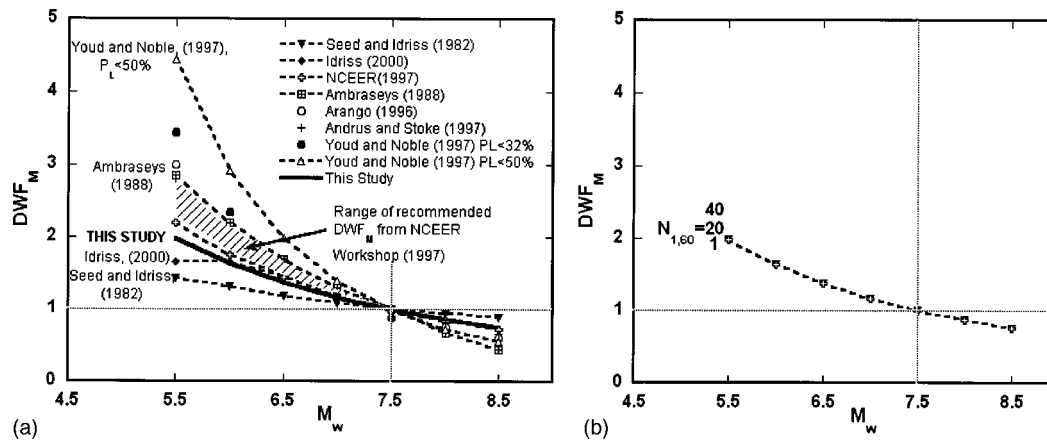 5
4
3
2
1
0
DWF_M
Youd and Noble, (1997),
P_L<50%
Seed and Idriss (1982)
Idriss (2000)
NCEER(1997)
Ambraseys (1988)
Arango (1996)
Andrus and Stoke (1997)
Youd and Noble (1997) PL<32%
Youd and Noble (1997) PL<50%
This Study
Ambraseys
(1988)
Range of recommended
DWF_M from NCEER
Workshop (1997)
THIS STUDY
Idriss, (2000)
Seed and Idriss
(1982)
4.5 5.5 6.5 7.5 8.5
M_w
(a)
5
4
3
2
1
0
DWF_M
40
N_1,60 =20
1
4.5 5.5 6.5 7.5 8.5
M_w
(b)